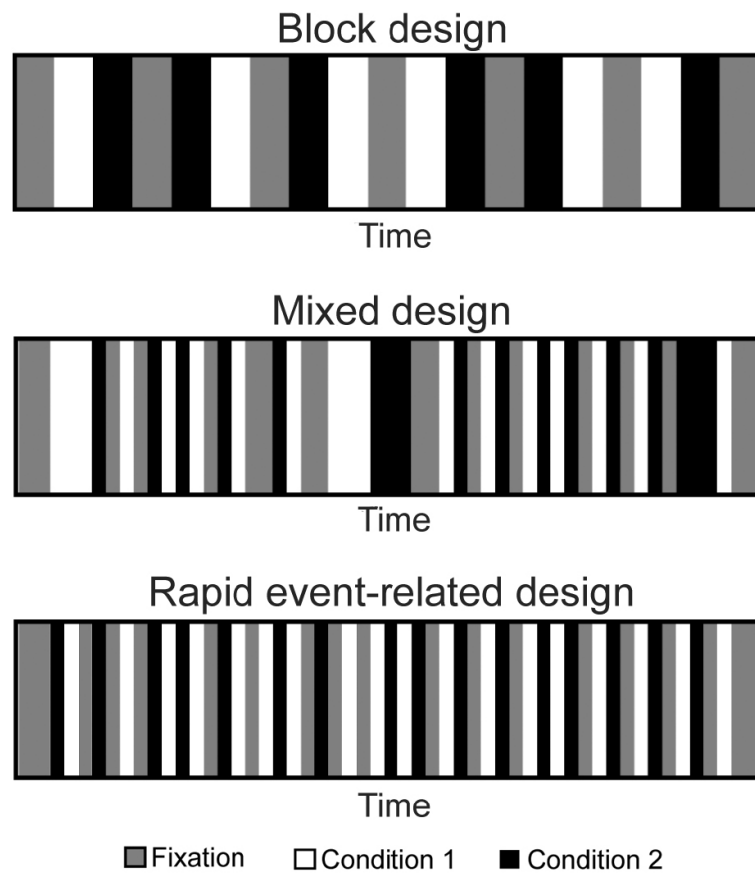 Block design
Time
Mixed design
Time
Rapid event-related design
Time
Fixation Condition 1 Condition 2